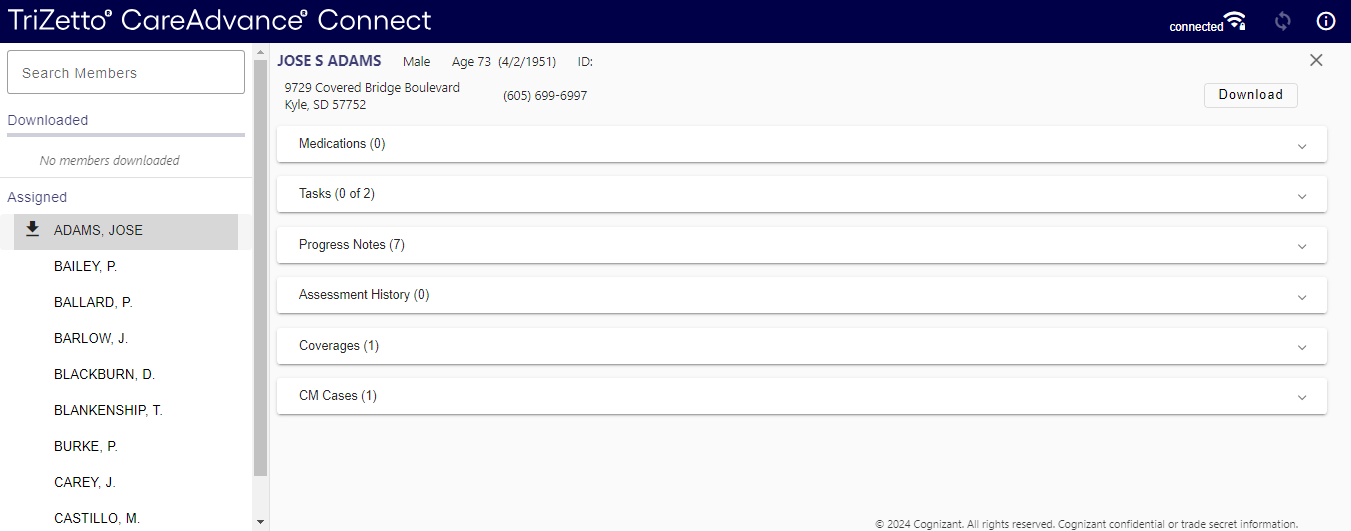 TriZetto® CareAdvance® Connect
connected
Search Members
Downloaded
No members downloaded
Assigned
ADAMS, JOSE
BAILEY, P.
BALLARD, P.
BARLOW, J.
BLACKBURN, D.
BLANKENSHIP, T.
BURKE, P.
CAREY, J.
CASTILLO, M.
JOSE S ADAMS Male Age 73 (4/2/1951) ID:
9729 Covered Bridge Boulevard
Kyle, SD 57752
(605) 699-6997
Download
Medications (0)
Tasks (0 of 2)
Progress Notes (7)
Assessment History (0)
Coverages (1)
CM Cases (1)
© 2024 Cognizant. All rights reserved. Cognizant confidential or trade secret information.